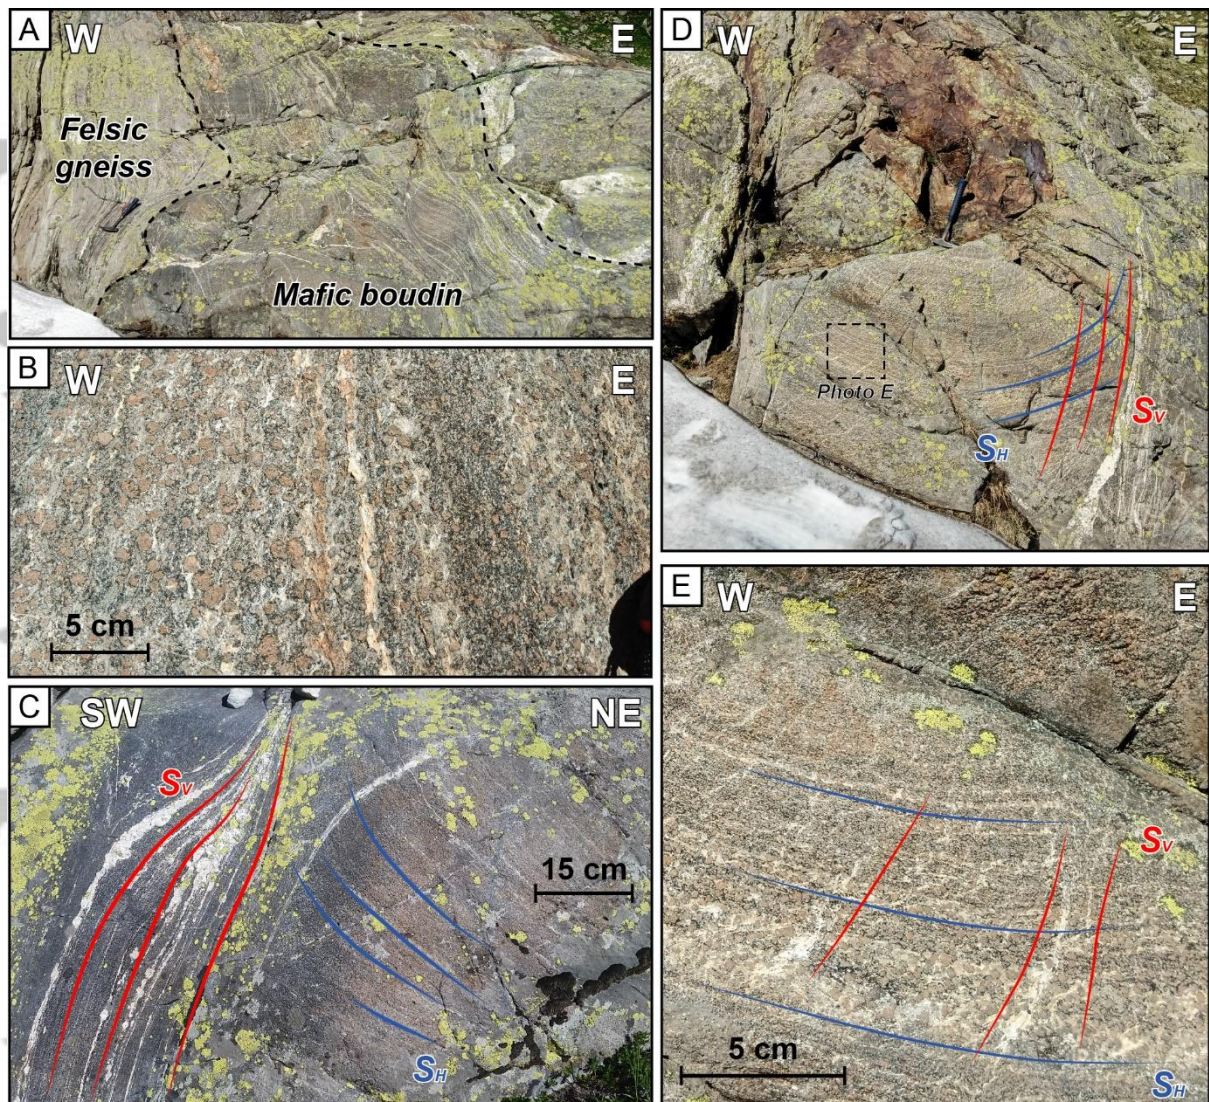 A W E
Felsic
gneiss
Mafic boudin
B W E
5 cm
C SW NE
Sv
15 cm
SH
D W E
Photo E
Sv
SH
E W E
Sv
5 cm
SH